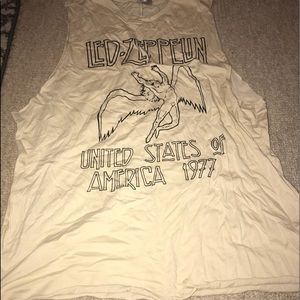 LED·ZEPPELIN
UNITED STATES OF
AMERICA 1977